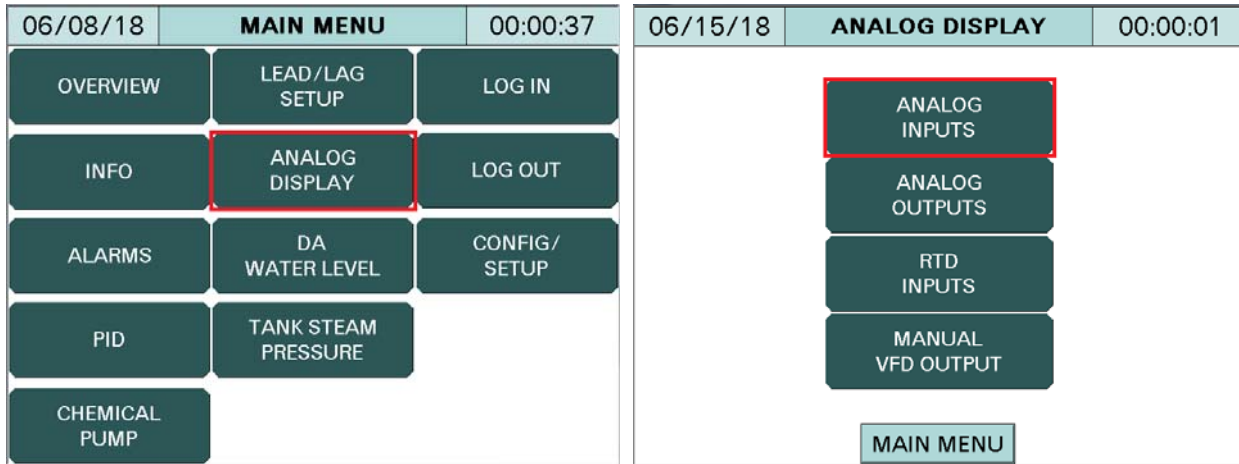 06/08/18 MAIN MENU 00:00:37
OVERVIEW
LEAD/LAG
SETUP
LOG IN
INFO
ANALOG
DISPLAY
LOG OUT
ALARMS
DA
WATER LEVEL
CONFIG/
SETUP
PID
TANK STEAM
PRESSURE
CHEMICAL
PUMP
06/15/18 ANALOG DISPLAY 00:00:01
ANALOG
INPUTS
ANALOG
OUTPUTS
RTD
INPUTS
MANUAL
VFD OUTPUT
MAIN MENU